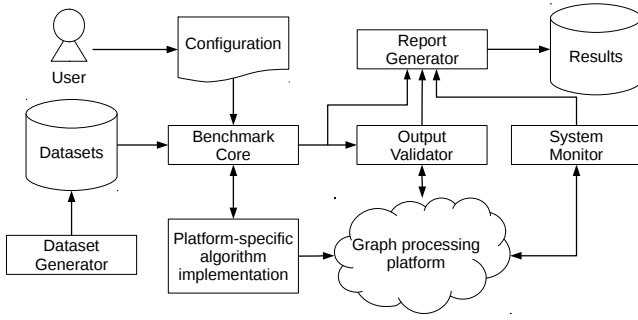 User
Configuration
Report
Generator
Results
Datasets
Benchmark
Core
Output
Validator
System
Monitor
Dataset
Generator
Platform-specific
algorithm
implementation
Graph processing
platform